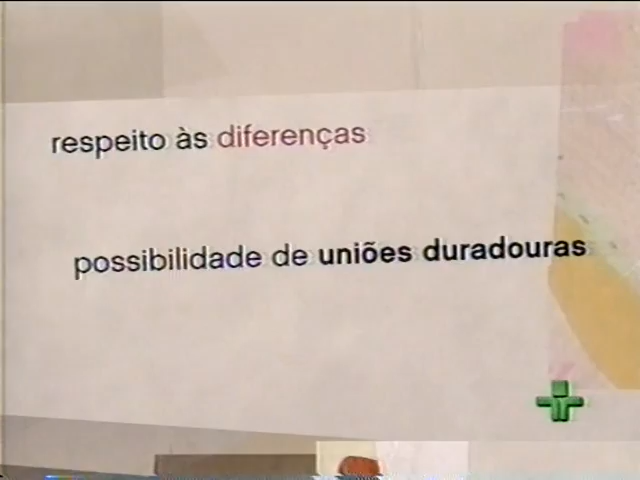 respeito às diferenças
possibilidade de uniões duradouras